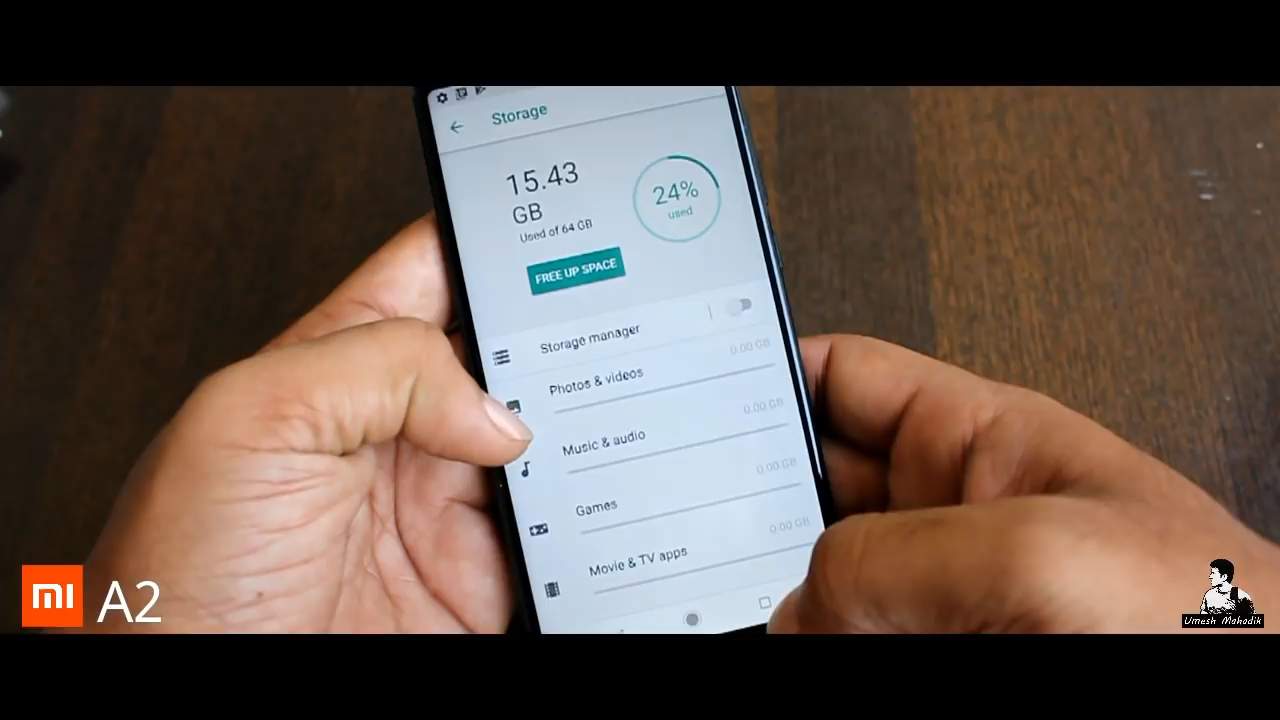 Storage
15.43
GB
24%
used
Used of 64 GB
FREE UP SPACE
Storage manager
0.00 GB
Photos & videos
0.00 GB
Music & audio
0.00 GB
Games
0.00 GB
Movie & TV apps
mi A2
Umesh Mahadik